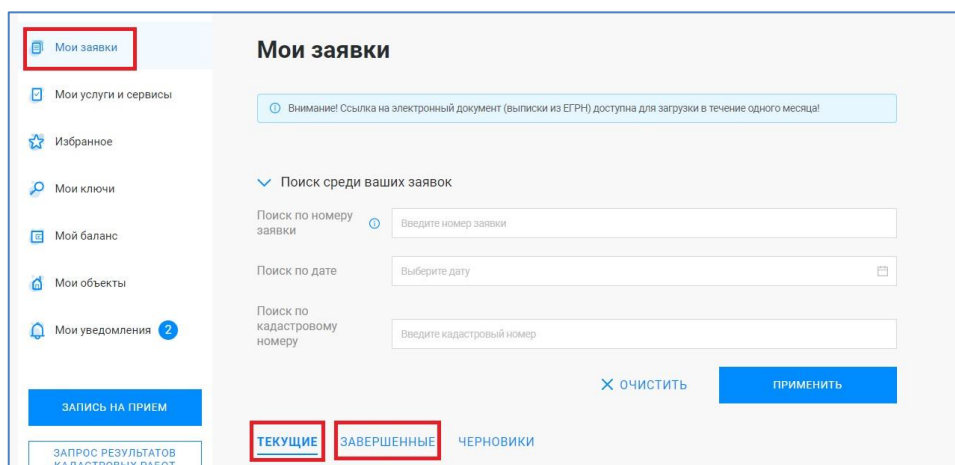 Мои заявки
Мои услуги и сервисы
Избранное
Мои ключи
Мой баланс
Мои объекты
Мои уведомления 2
ЗАПИСЬ НА ПРИЕМ
ЗАПРОС РЕЗУЛЬТАТОВ
КАДАСТРОВЫХ РАБОТ
Мои заявки
Внимание! Ссылка на электронный документ (выписки из ЕГРН) доступна для загрузки в течение одного месяца!
Поиск среди ваших заявок
Поиск по номеру
заявки
Введите номер заявки
Поиск по дате
Выберите дату
Поиск по
кадастровому
номеру
Введите кадастровый номер
ОЧИСТИТЬ
ПРИМЕНИТЬ
ТЕКУЩИЕ ЗАВЕРШЕННЫЕ ЧЕРНОВИКИ